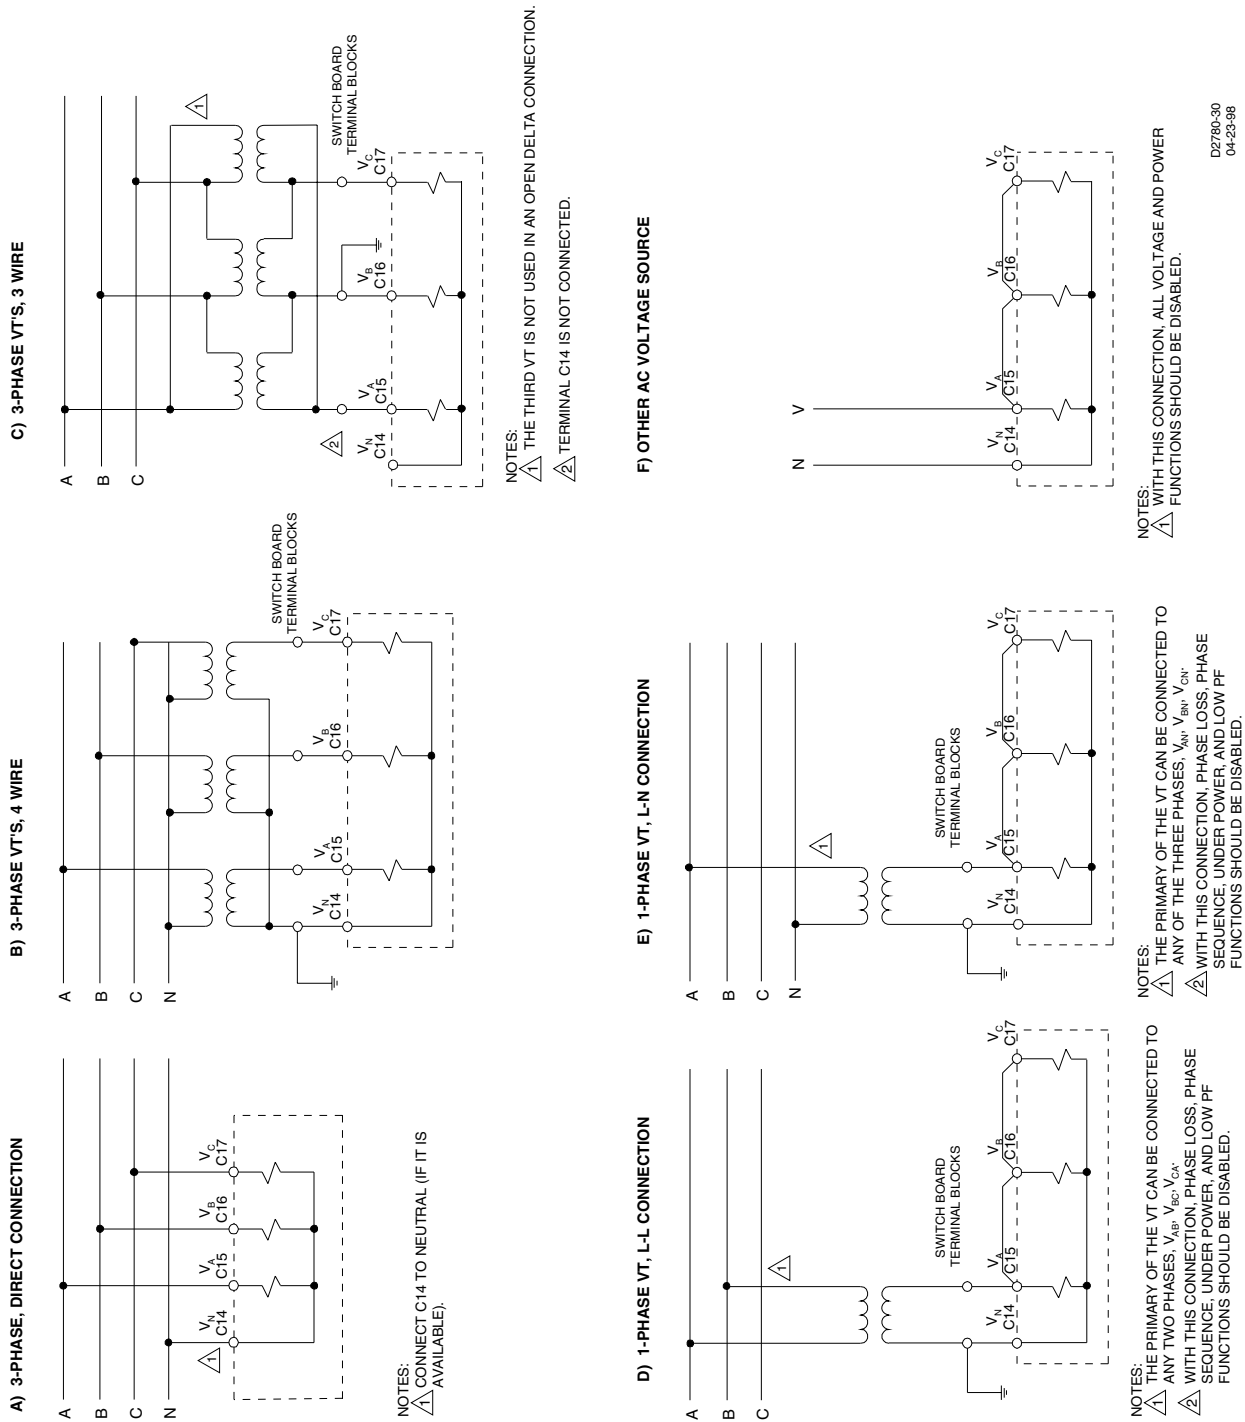 A) 3-PHASE, DIRECT CONNECTION
A
B
C
N
1
VN
C14
VA
C15
VB
C16
VC
C17
NOTES:
1 CONNECT C14 TO NEUTRAL (IF IT IS
AVAILABLE).
B) 3-PHASE VT'S, 4 WIRE
A
B
C
N
SWITCH BOARD
TERMINAL BLOCKS
VN
C14
VA
C15
VB
C16
VC
C17
C) 3-PHASE VT'S, 3 WIRE
A
B
C
1
SWITCH BOARD
TERMINAL BLOCKS
2
VN
C14
VA
C15
VB
C16
VC
C17
NOTES:
1 THE THIRD VT IS NOT USED IN AN OPEN DELTA CONNECTION.
2 TERMINAL C14 IS NOT CONNECTED.
D) 1-PHASE VT, L-L CONNECTION
A
B
C
1
SWITCH BOARD
TERMINAL BLOCKS
VN
C14
VA
C15
VB
C16
VC
C17
NOTES:
1 THE PRIMARY OF THE VT CAN BE CONNECTED TO
ANY TWO PHASES, VAB, VBC, VCA.
2 WITH THIS CONNECTION, PHASE LOSS, PHASE
SEQUENCE, UNDER POWER, AND LOW PF
FUNCTIONS SHOULD BE DISABLED.
E) 1-PHASE VT, L-N CONNECTION
A
B
C
N
1
SWITCH BOARD
TERMINAL BLOCKS
VN
C14
VA
C15
VB
C16
VC
C17
NOTES:
1 THE PRIMARY OF THE VT CAN BE CONNECTED TO
ANY OF THE THREE PHASES, VAN, VBN, VCN.
2 WITH THIS CONNECTION, PHASE LOSS, PHASE
SEQUENCE, UNDER POWER, AND LOW PF
FUNCTIONS SHOULD BE DISABLED.
F) OTHER AC VOLTAGE SOURCE
N
V
VN
C14
VA
C15
VB
C16
VC
C17
NOTES:
1 WITH THIS CONNECTION, ALL VOLTAGE AND POWER
FUNCTIONS SHOULD BE DISABLED.
D2780-30
04-23-98